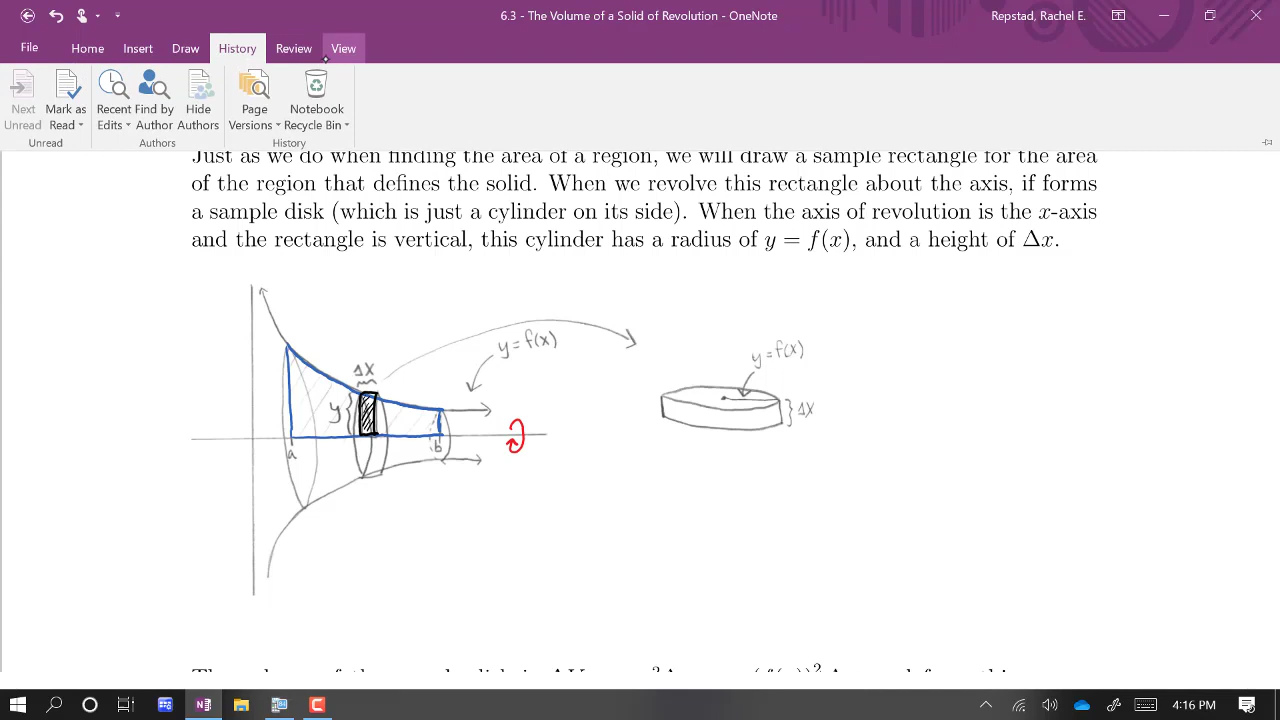 6.3 - The Volume of a Solid of Revolution - OneNote
Repstad, Rachel E.
File Home Insert Draw History Review View
Next Unread
Mark as Read
Recent Edits
Find by Author
Hide Authors
Page Versions
Notebook Recycle Bin
Unread Authors History
Just as we do when finding the area of a region, we will draw a sample rectangle for the area
of the region that defines the solid. When we revolve this rectangle about the axis, if forms
a sample disk (which is just a cylinder on its side). When the axis of revolution is the x-axis
and the rectangle is vertical, this cylinder has a radius of y = f(x), and a height of Δx.
y = f(x)
Δx
y
a
b
y = f(x)
Δx
4:16 PM